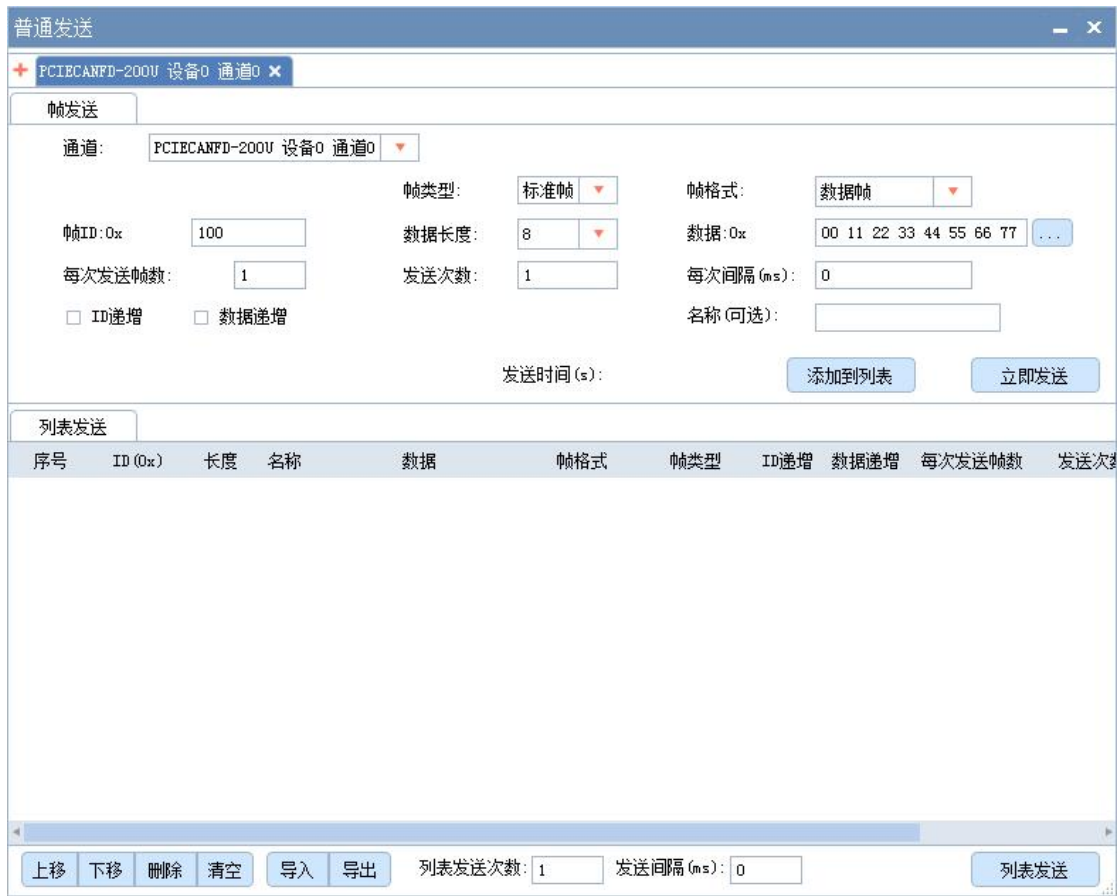 普通发送
PCIECANFD-200U 设备0 通道0
帧发送
通道: PCIECANFD-200U 设备0 通道0
帧类型: 标准帧 帧格式: 数据帧
帧ID:0x 100 数据长度: 8 数据:0x 00 11 22 33 44 55 66 77 ...
每次发送帧数: 1 发送次数: 1 每次间隔(ms): 0
ID递增 数据递增 名称(可选):
发送时间(s): 添加到列表 立即发送
列表发送
序号 ID(0x) 长度 名称 数据 帧格式 帧类型 ID递增 数据递增 每次发送帧数 发送次数
上移 下移 删除 清空 导入 导出 列表发送次数: 1 发送间隔(ms): 0 列表发送